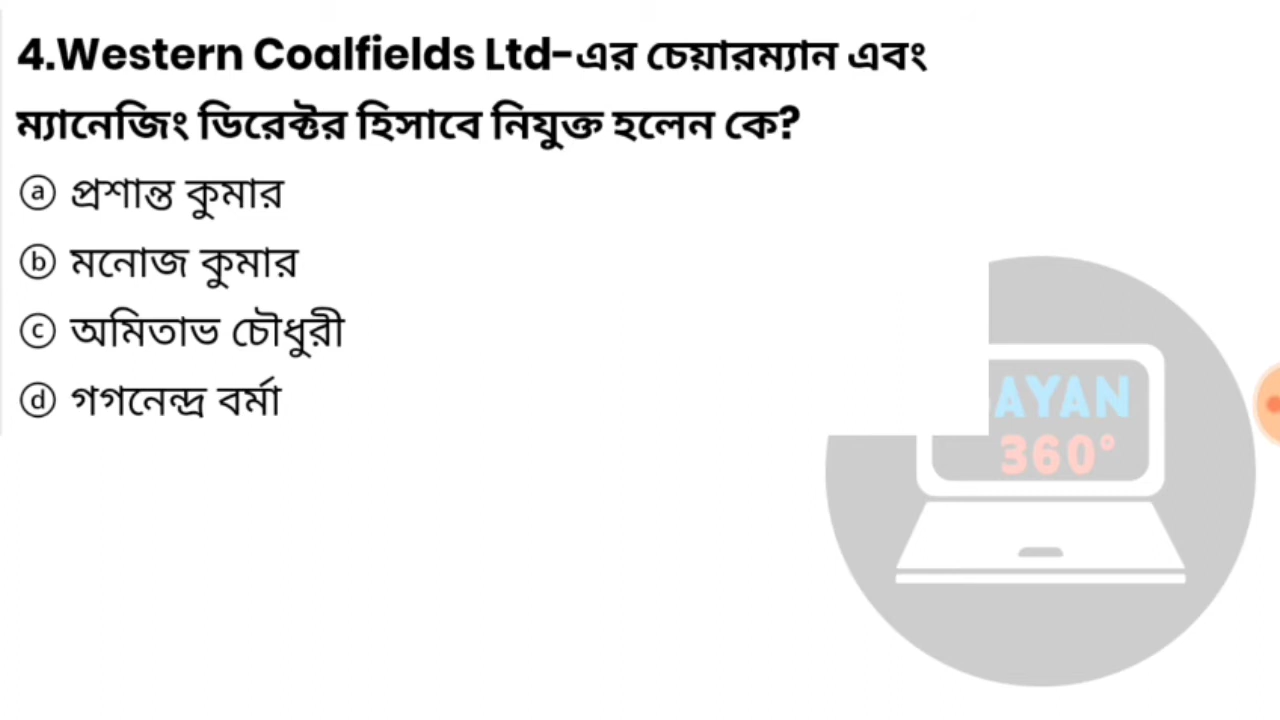 4.Western Coalfields Ltd-এর চেয়ারম্যান এবং
ম্যানেজিং ডিরেক্টর হিসাবে নিযুক্ত হলেন কে?
ⓐ প্রশান্ত কুমার
ⓑ মনোজ কুমার
ⓒ অমিতাভ চৌধুরী
ⓓ গগনেন্দ্র বর্মা
AYAN
360°